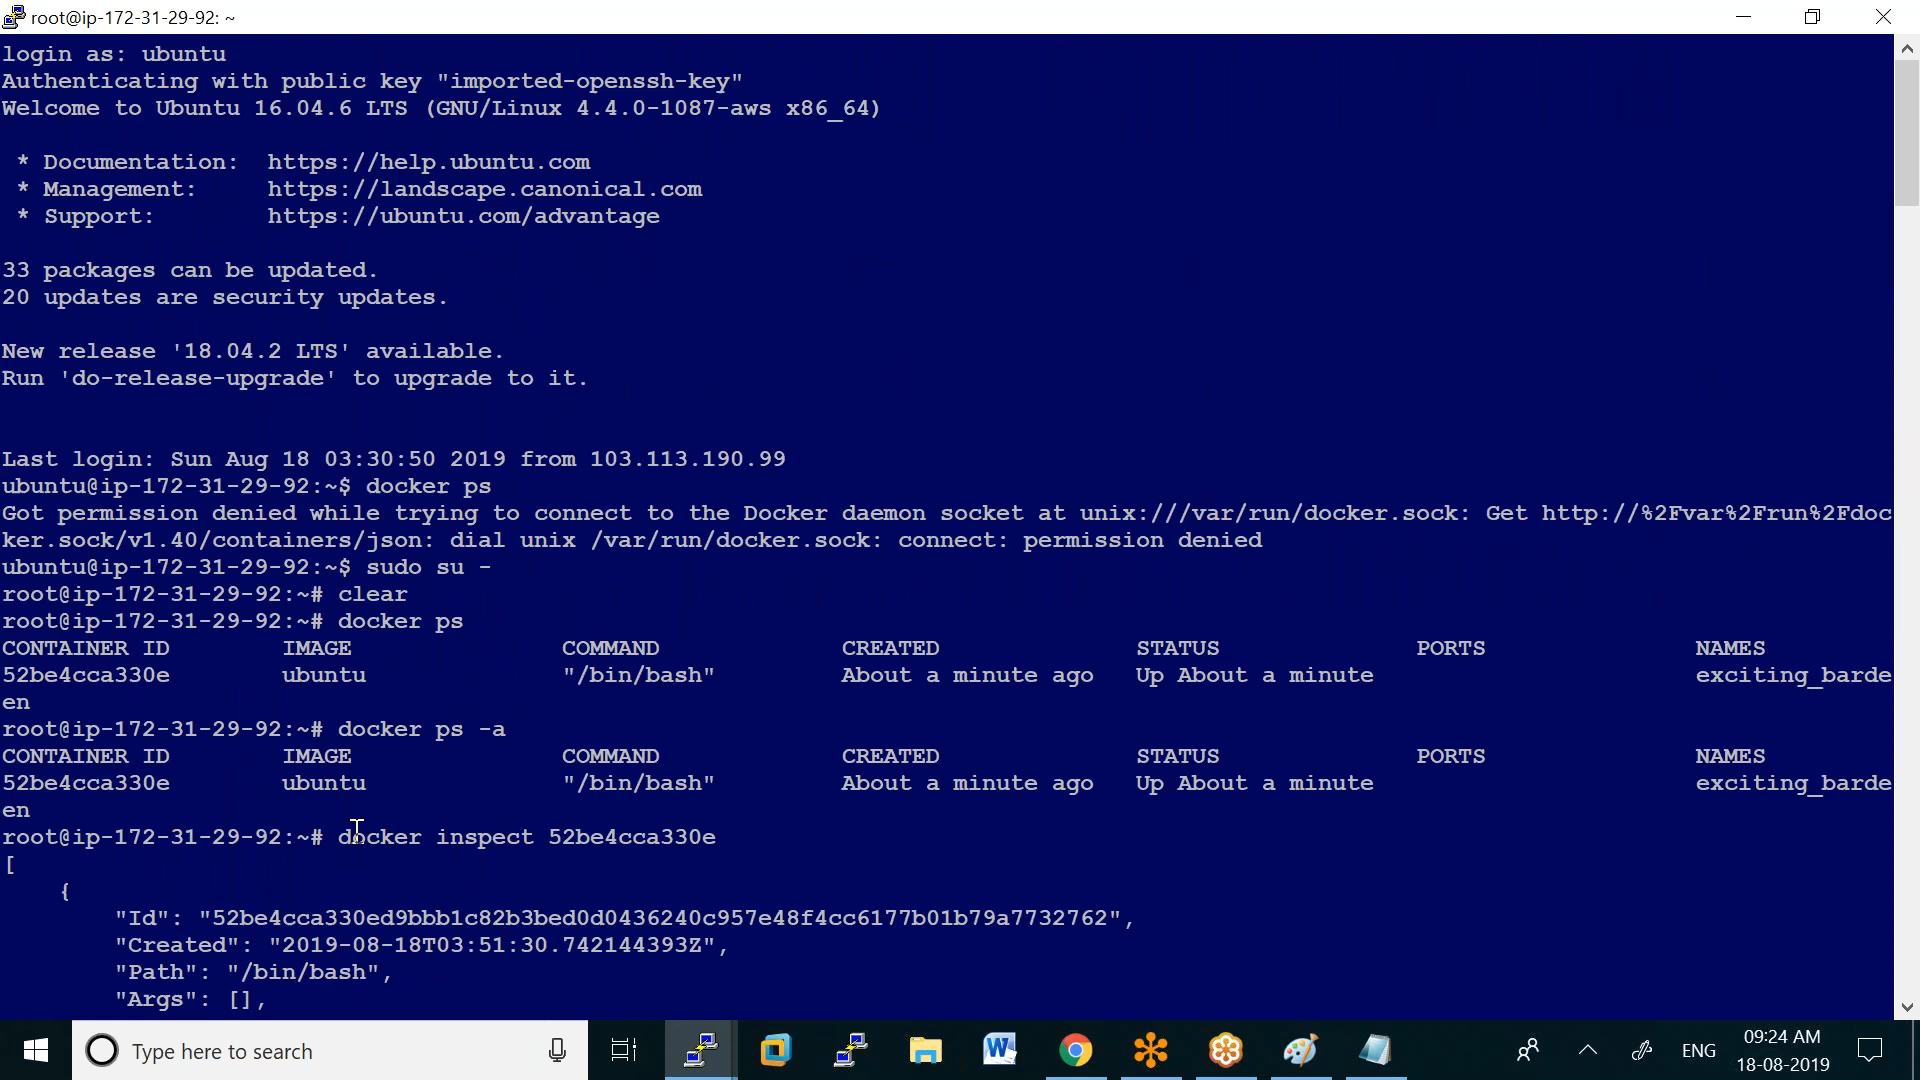 root@ip-172-31-29-92: ~
login as: ubuntu
Authenticating with public key "imported-openssh-key"
Welcome to Ubuntu 16.04.6 LTS (GNU/Linux 4.4.0-1087-aws x86_64)
* Documentation:  https://help.ubuntu.com
* Management:     https://landscape.canonical.com
* Support:        https://ubuntu.com/advantage
33 packages can be updated.
20 updates are security updates.
New release '18.04.2 LTS' available.
Run 'do-release-upgrade' to upgrade to it.
Last login: Sun Aug 18 03:30:50 2019 from 103.113.190.99
ubuntu@ip-172-31-29-92:~$ docker ps
Got permission denied while trying to connect to the Docker daemon socket at unix:///var/run/docker.sock: Get http://%2Fvar%2Frun%2Fdoc
ker.sock/v1.40/containers/json: dial unix /var/run/docker.sock: connect: permission denied
ubuntu@ip-172-31-29-92:~$ sudo su -
root@ip-172-31-29-92:~# clear
root@ip-172-31-29-92:~# docker ps
CONTAINER ID        IMAGE               COMMAND             CREATED              STATUS              PORTS               NAMES
52be4cca330e        ubuntu              "/bin/bash"         About a minute ago   Up About a minute                       exciting_barde
en
root@ip-172-31-29-92:~# docker ps -a
CONTAINER ID        IMAGE               COMMAND             CREATED              STATUS              PORTS               NAMES
52be4cca330e        ubuntu              "/bin/bash"         About a minute ago   Up About a minute                       exciting_barde
en
root@ip-172-31-29-92:~# docker inspect 52be4cca330e
[
    {
        "Id": "52be4cca330ed9bbb1c82b3bed0d0436240c957e48f4cc6177b01b79a7732762",
        "Created": "2019-08-18T03:51:30.742144393Z",
        "Path": "/bin/bash",
        "Args": [],
Type here to search
ENG
09:24 AM
18-08-2019